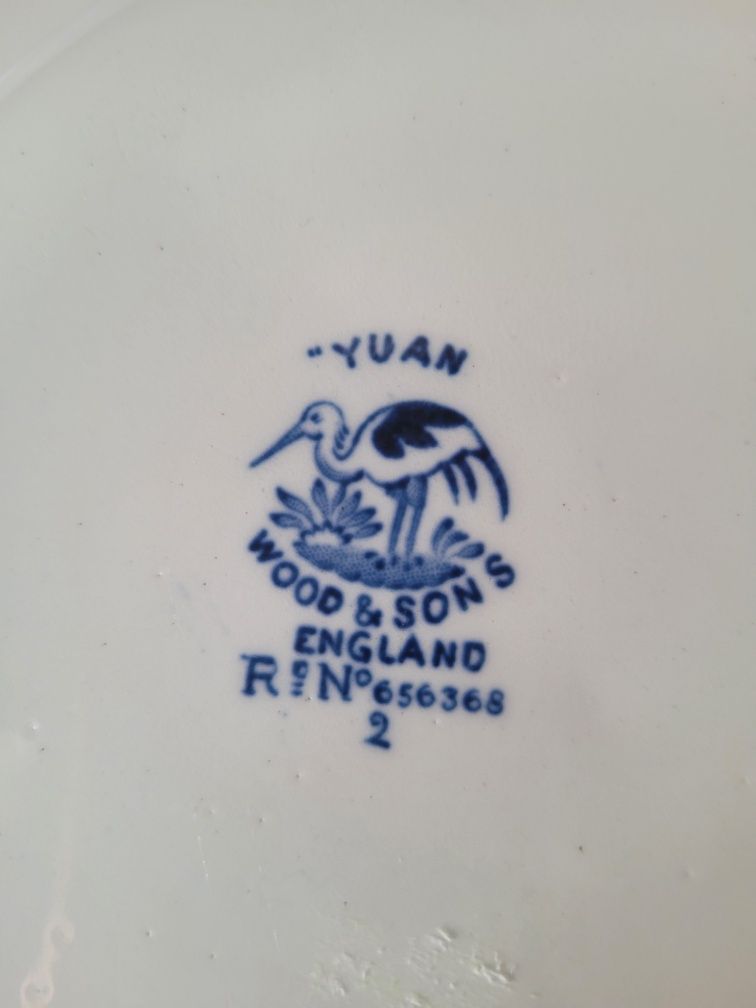 "YUAN
WOOD & SONS
ENGLAND
Rᵈ Nº 656368
2